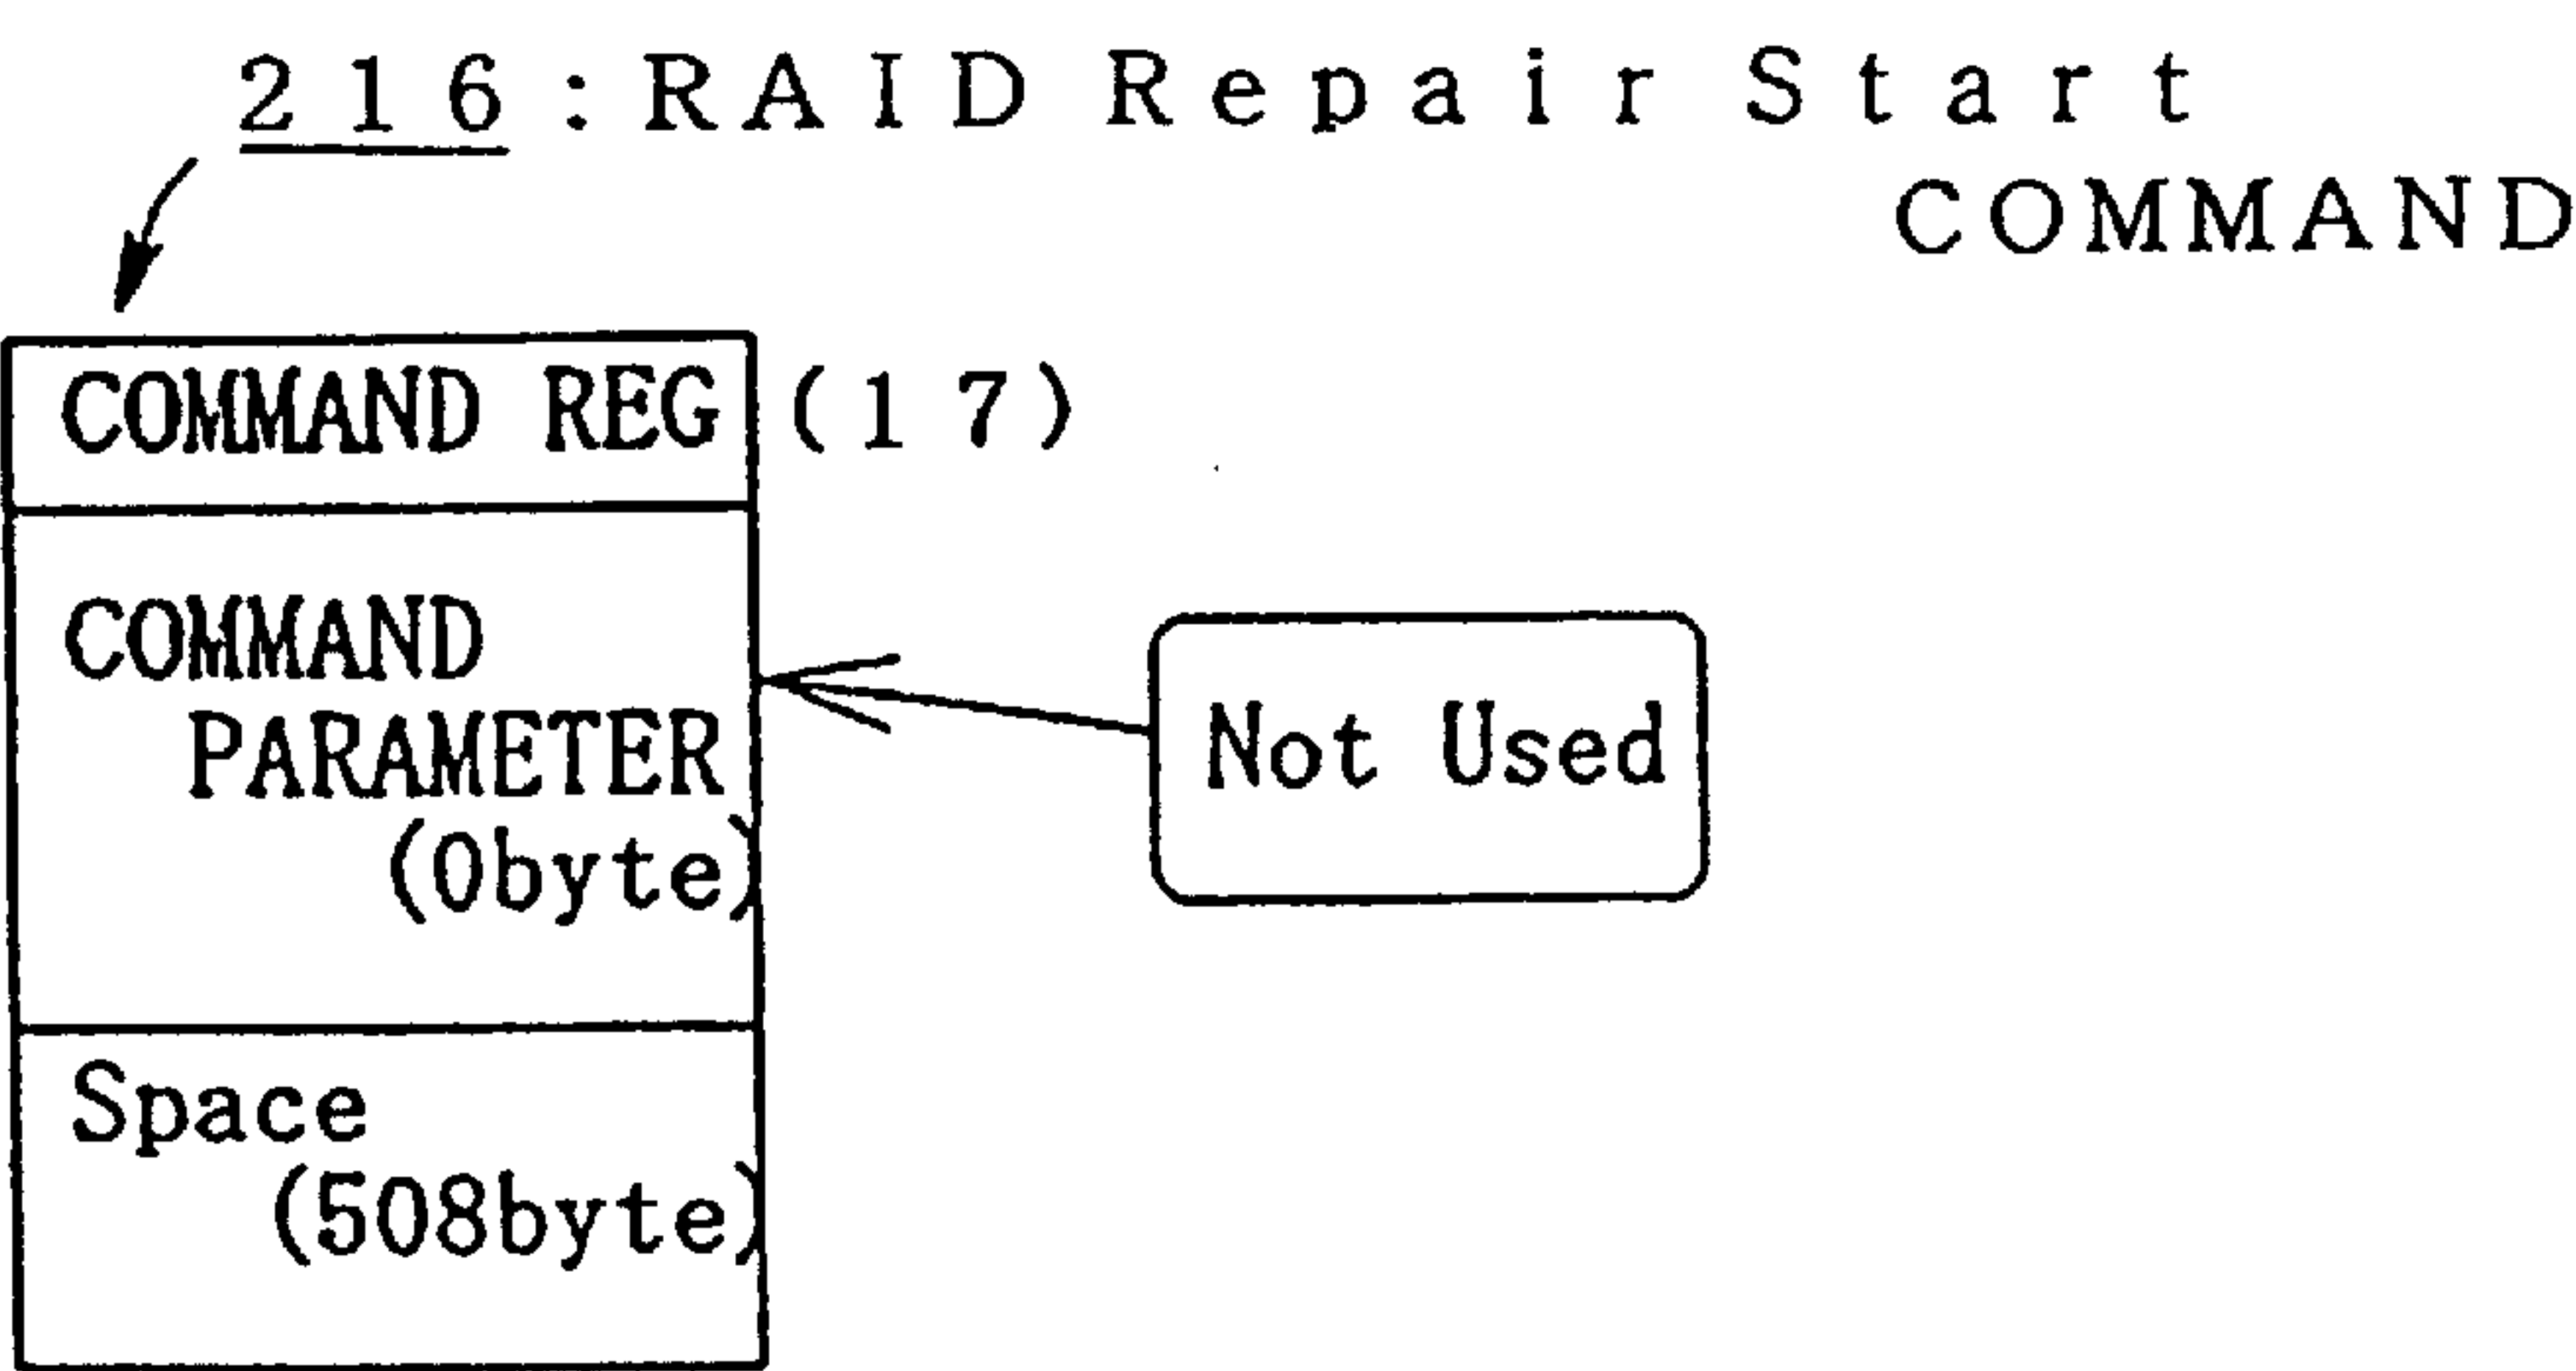 216:RAID Repair Start
COMMAND
COMMAND REG (17)
COMMAND
PARAMETER
(0byte)
Not Used
Space
(508byte)